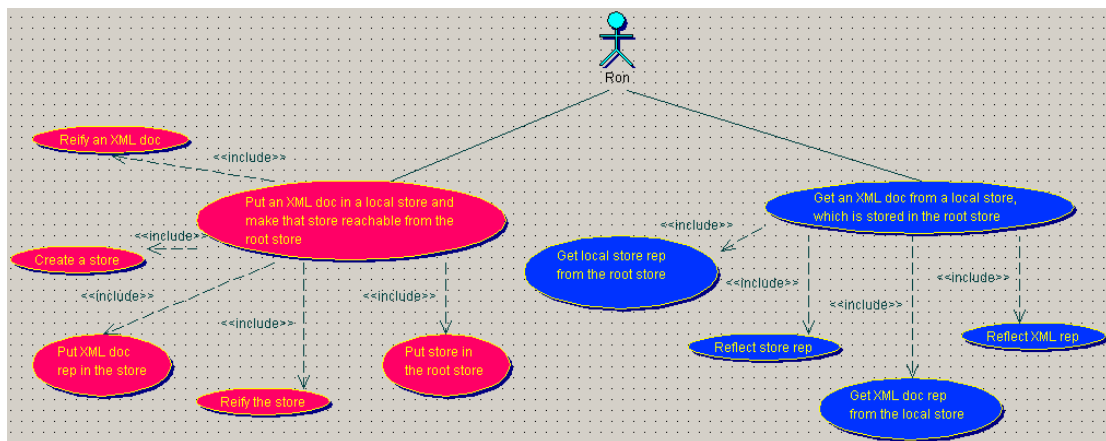 Ron
Reify an XML doc
<<include>>
Put an XML doc in a local store and
make that store reachable from the
root store
Get an XML doc from a local store,
which is stored in the root store
<<include>>
<<include>>
Create a store
Get local store rep
from the root store
<<include>>
<<include>>
<<include>>
<<include>>
<<include>>
<<include>>
Put XML doc
rep in the store
Put store in
the root store
Reflect store rep
Reflect XML rep
Reify the store
Get XML doc rep
from the local store